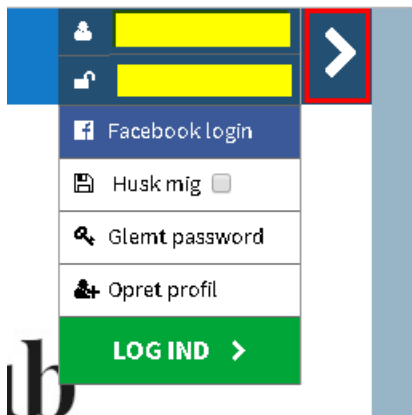 Facebook login
Husk mig
Glemt password
Opret profil
LOG IND